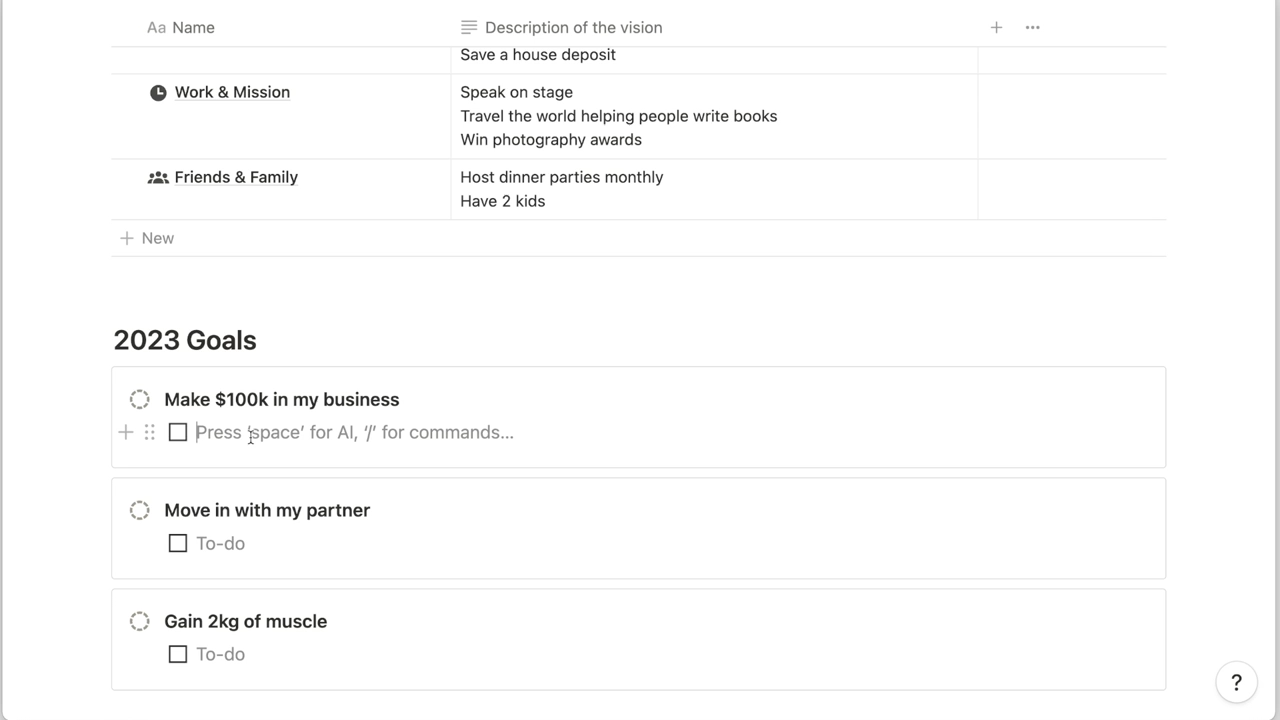 Aa Name
Description of the vision
Save a house deposit
Work & Mission
Speak on stage
Travel the world helping people write books
Win photography awards
Friends & Family
Host dinner parties monthly
Have 2 kids
New
2023 Goals
Make $100k in my business
Press ‘space’ for AI, ‘/’ for commands...
Move in with my partner
To-do
Gain 2kg of muscle
To-do
?